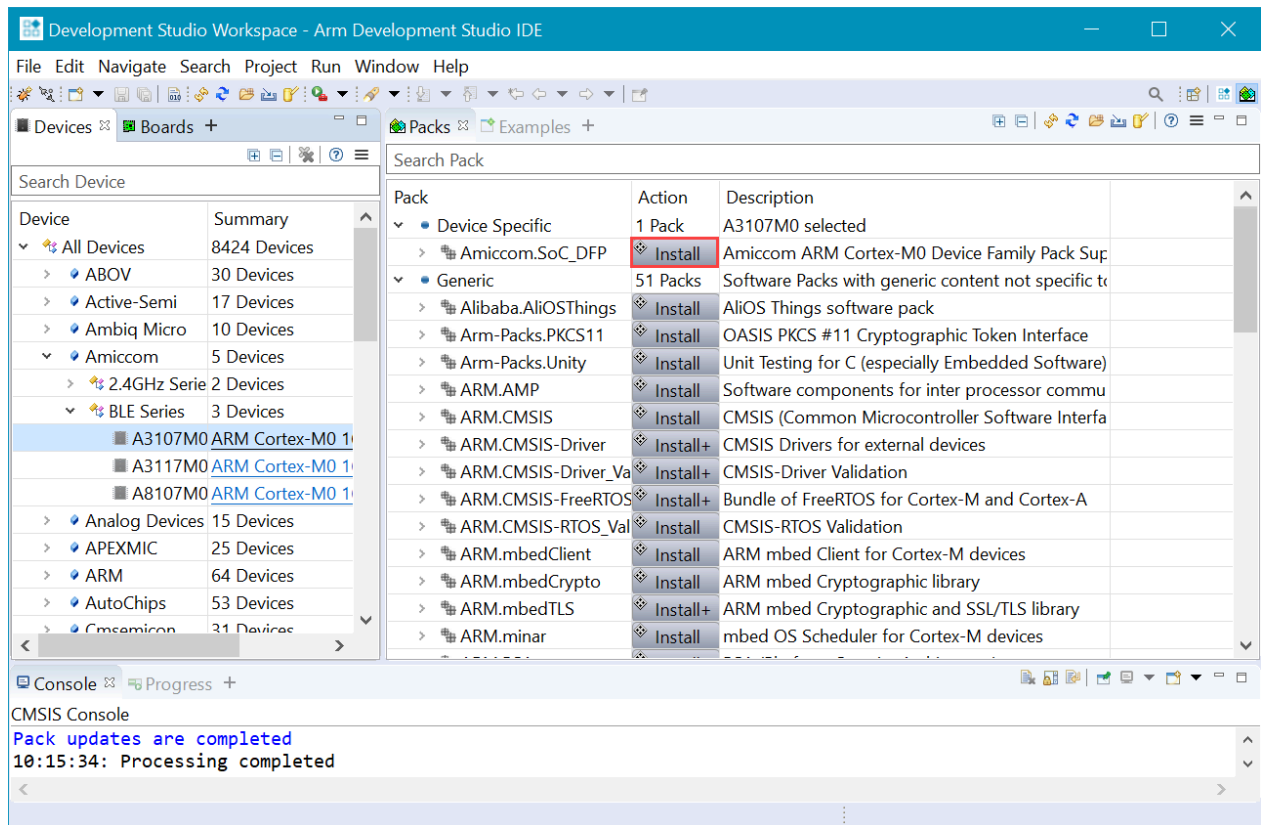 Development Studio Workspace - Arm Development Studio IDE
File Edit Navigate Search Project Run Window Help
Devices Boards
Search Device
Device Summary
All Devices 8424 Devices
ABOV 30 Devices
Active-Semi 17 Devices
Ambiq Micro 10 Devices
Amiccom 5 Devices
2.4GHz Serie 2 Devices
BLE Series 3 Devices
A3107M0 ARM Cortex-M0 1
A3117M0 ARM Cortex-M0 1
A8107M0 ARM Cortex-M0 1
Analog Devices 15 Devices
APEXMIC 25 Devices
ARM 64 Devices
AutoChips 53 Devices
Cmsemicon 31 Devices
Packs Examples
Search Pack
Pack Action Description
Device Specific 1 Pack A3107M0 selected
Amiccom.SoC_DFP Install Amiccom ARM Cortex-M0 Device Family Pack Sup
Generic 51 Packs Software Packs with generic content not specific to
Alibaba.AliOSThings Install AliOS Things software pack
Arm-Packs.PKCS11 Install OASIS PKCS #11 Cryptographic Token Interface
Arm-Packs.Unity Install Unit Testing for C (especially Embedded Software)
ARM.AMP Install Software components for inter processor commu
ARM.CMSIS Install CMSIS (Common Microcontroller Software Interfa
ARM.CMSIS-Driver Install+ CMSIS Drivers for external devices
ARM.CMSIS-Driver_Va Install+ CMSIS-Driver Validation
ARM.CMSIS-FreeRTOS Install+ Bundle of FreeRTOS for Cortex-M and Cortex-A
ARM.CMSIS-RTOS_Val Install CMSIS-RTOS Validation
ARM.mbedClient Install ARM mbed Client for Cortex-M devices
ARM.mbedCrypto Install ARM mbed Cryptographic library
ARM.mbedTLS Install+ ARM mbed Cryptographic and SSL/TLS library
ARM.minar Install mbed OS Scheduler for Cortex-M devices
Console Progress
CMSIS Console
Pack updates are completed
10:15:34: Processing completed